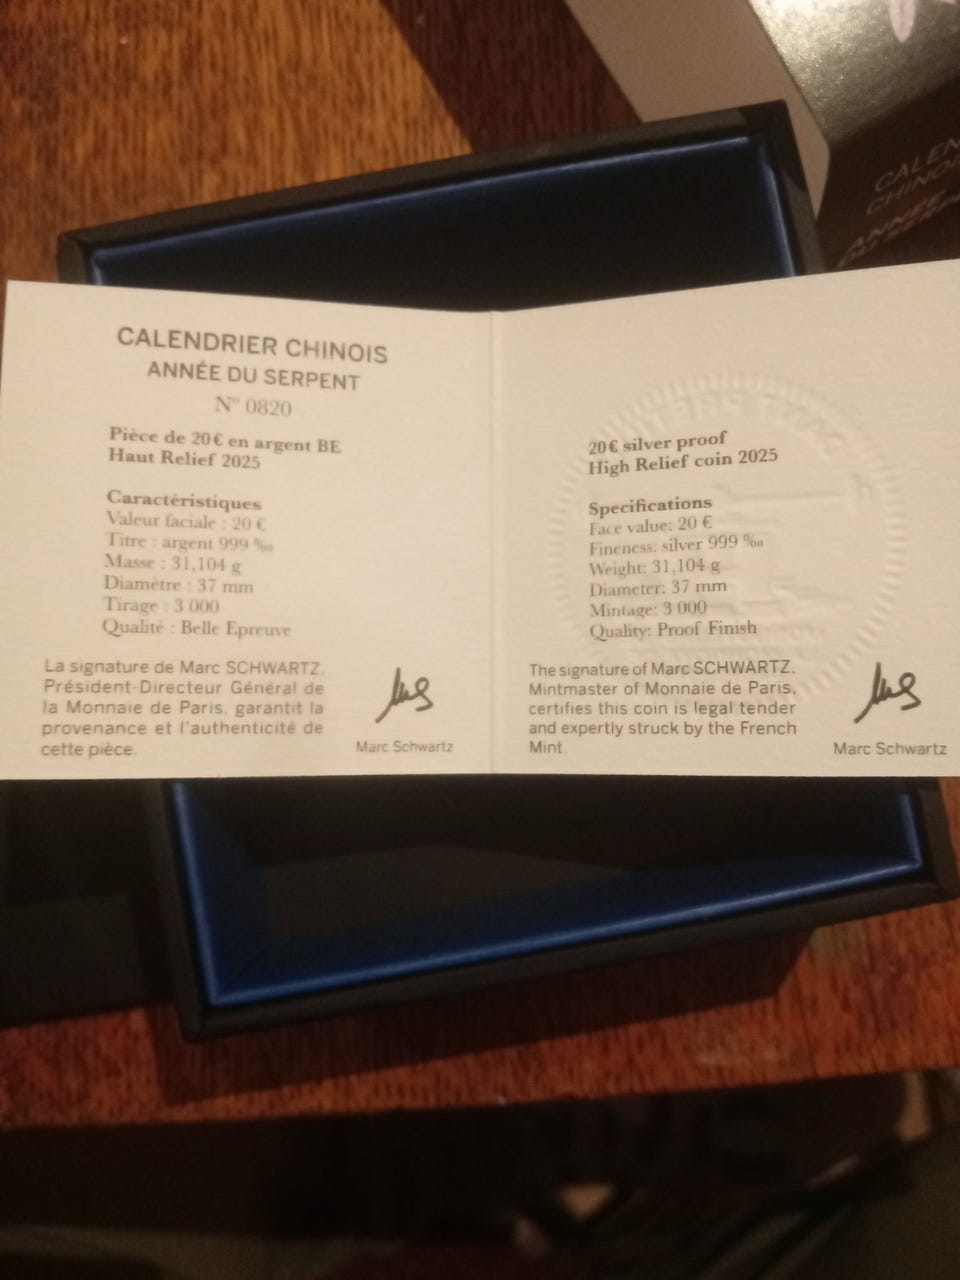 CALENDRIER CHINOIS
ANNÉE DU SERPENT
N° 0820
Pièce de 20 € en argent BE
Haut Relief 2025
Caractéristiques
Valeur faciale : 20 €
Titre : argent 999 ‰
Masse : 31,104 g
Diamètre : 37 mm
Tirage : 3 000
Qualité : Belle Epreuve
La signature de Marc SCHWARTZ,
Président-Directeur Général de
la Monnaie de Paris, garantit la
provenance et l'authenticité de
cette pièce.
Marc Schwartz
20 € silver proof
High Relief coin 2025
Specifications
Face value: 20 €
Fineness: silver 999 ‰
Weight: 31,104 g
Diameter: 37 mm
Mintage: 3 000
Quality: Proof Finish
The signature of Marc SCHWARTZ,
Mintmaster of Monnaie de Paris,
certifies this coin is legal tender
and expertly struck by the French
Mint.
Marc Schwartz
CALEN
CHINO
ANNÉE